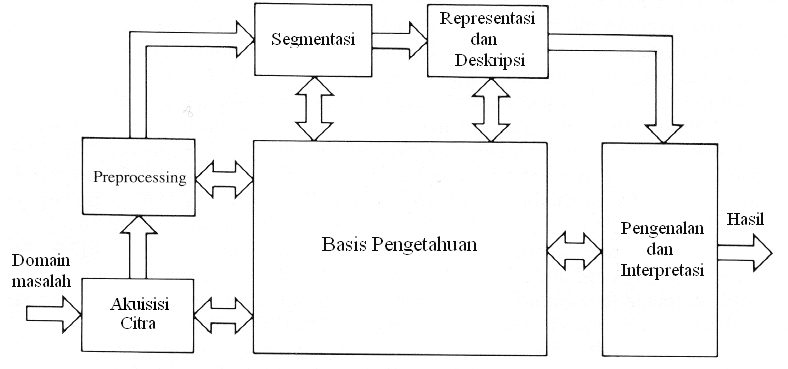 Representasi
dan
Deskripsi
Segmentasi
Preprocessing
Basis Pengetahuan
Pengenalan
dan
Interpretasi
Hasil
Domain
masalah
Akuisisi
Citra